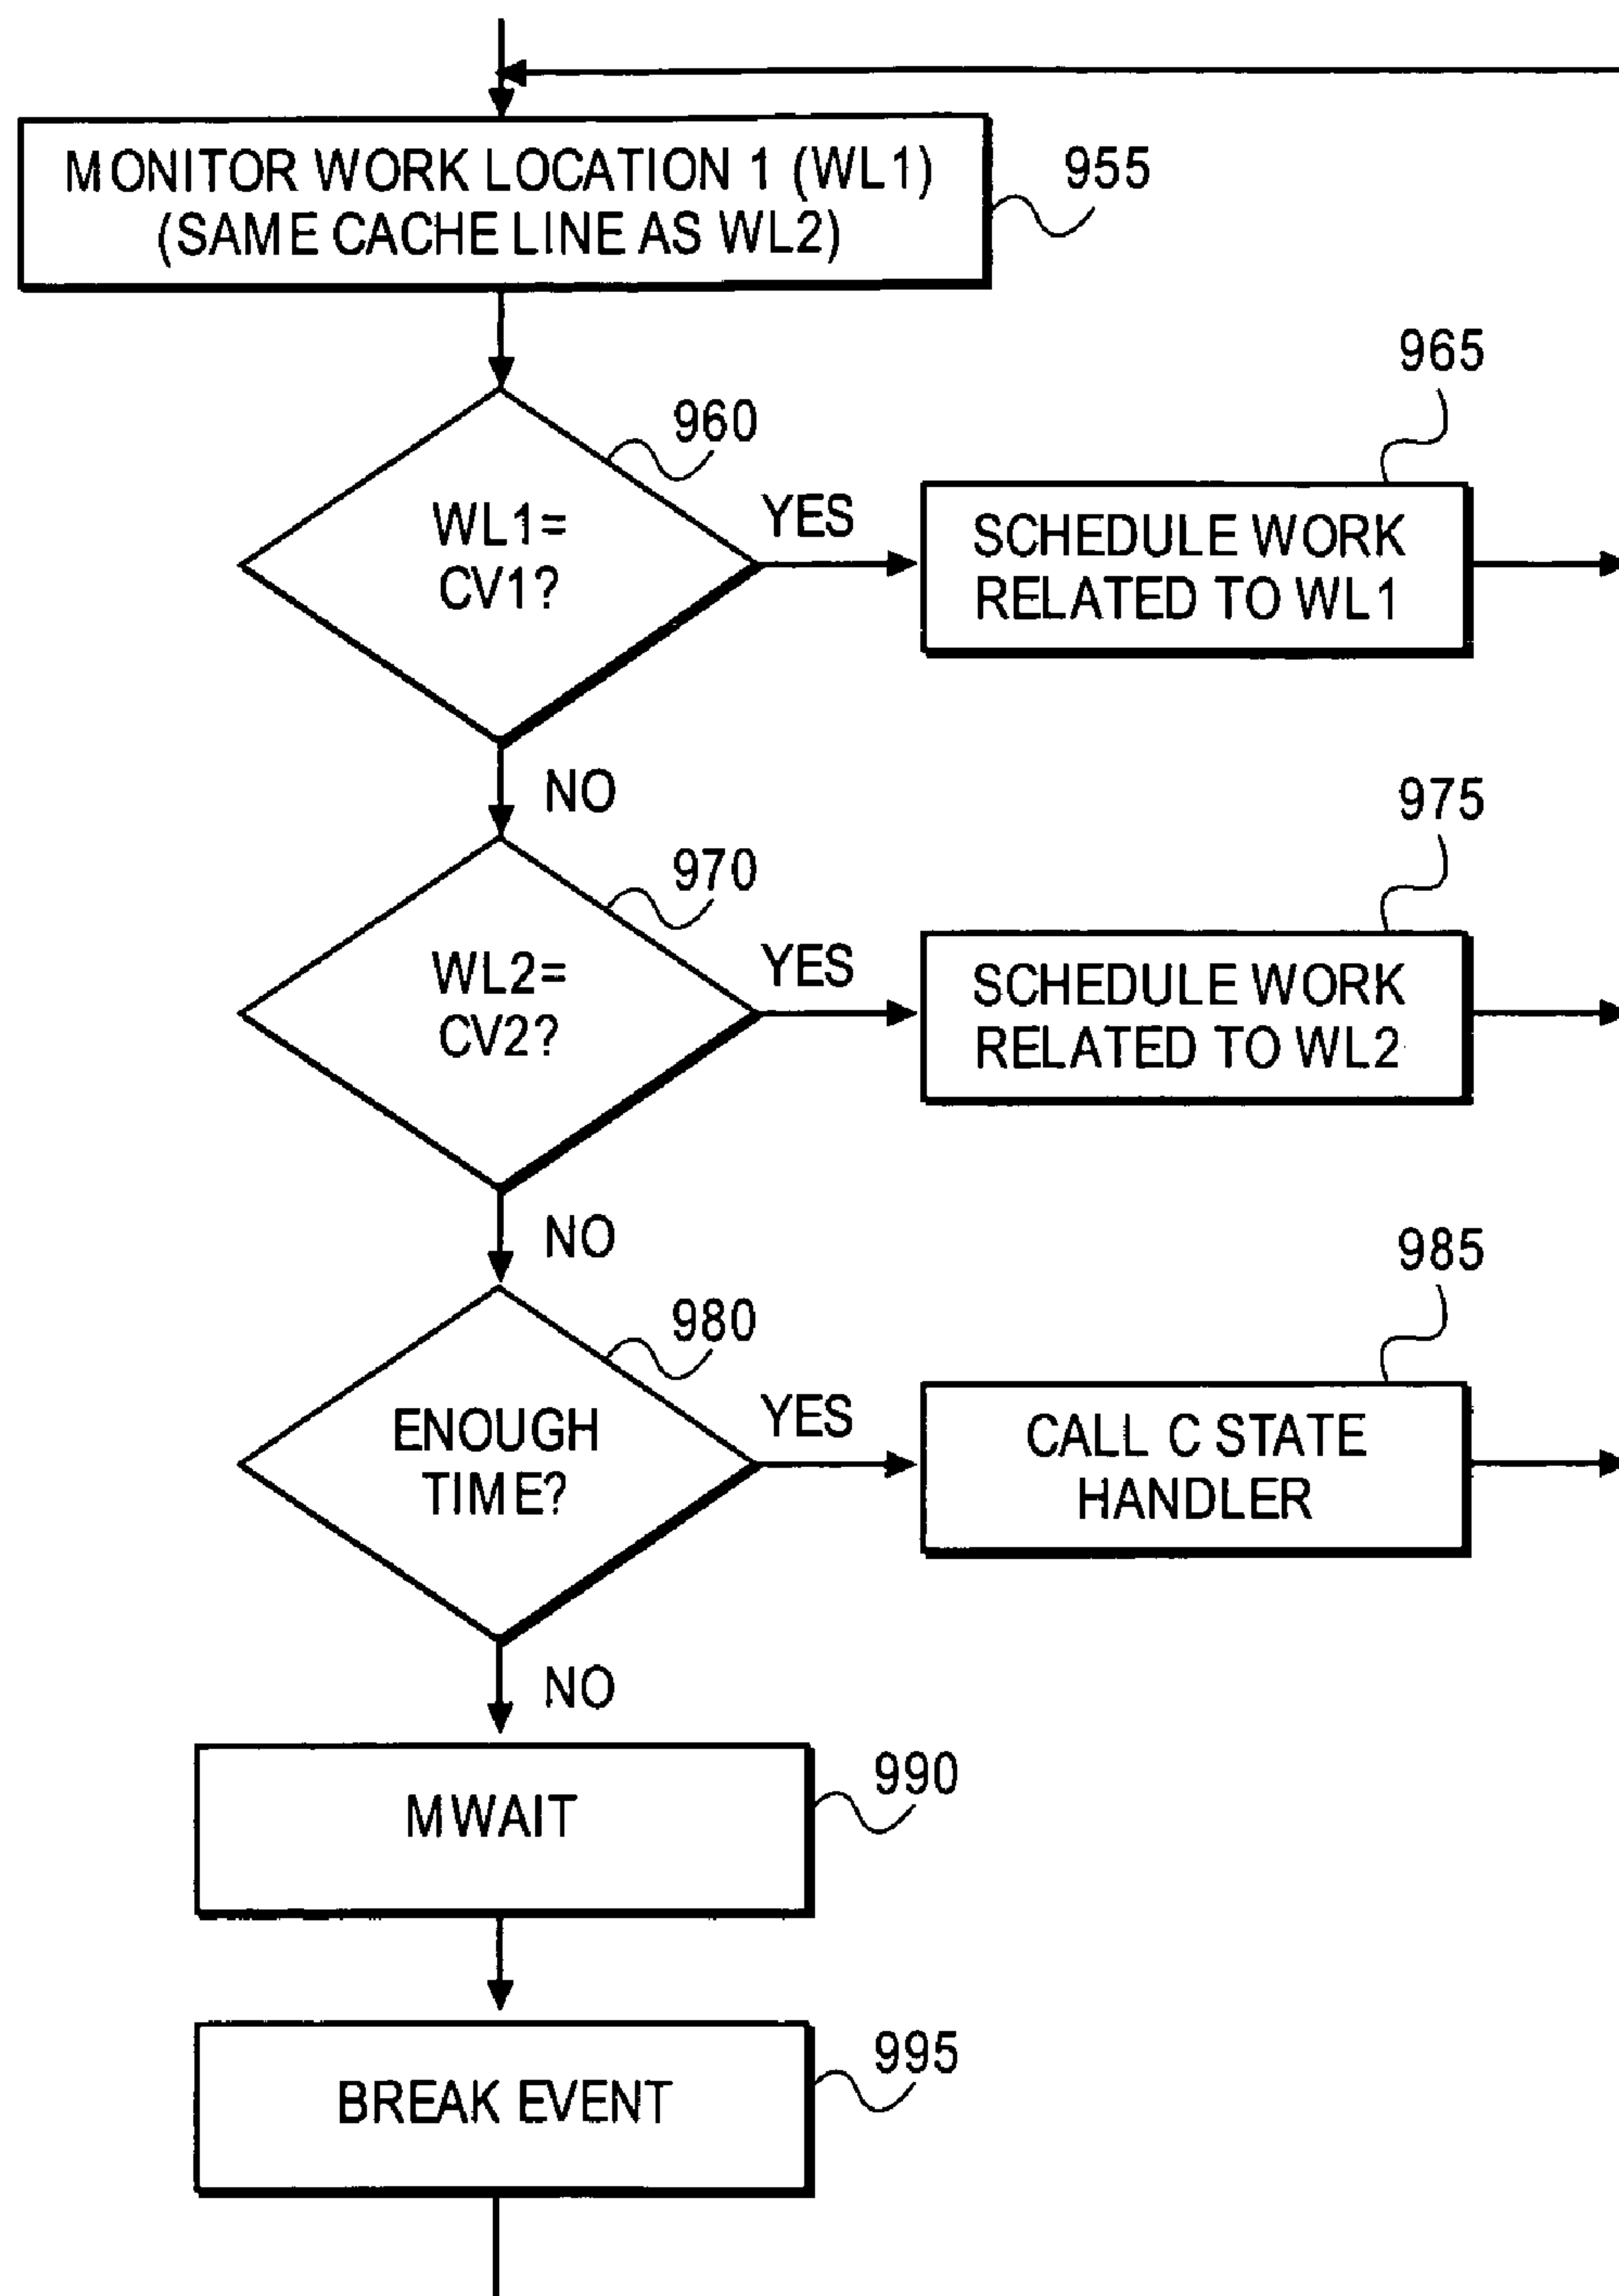 MONITOR WORK LOCATION 1 (WL1)
(SAME CACHE LINE AS WL2)
955
960
WL1=
CV1?
YES
965
SCHEDULE WORK
RELATED TO WL1
NO
970
WL2=
CV2?
YES
975
SCHEDULE WORK
RELATED TO WL2
NO
980
ENOUGH
TIME?
YES
985
CALL C STATE
HANDLER
NO
MWAIT
990
BREAK EVENT
995